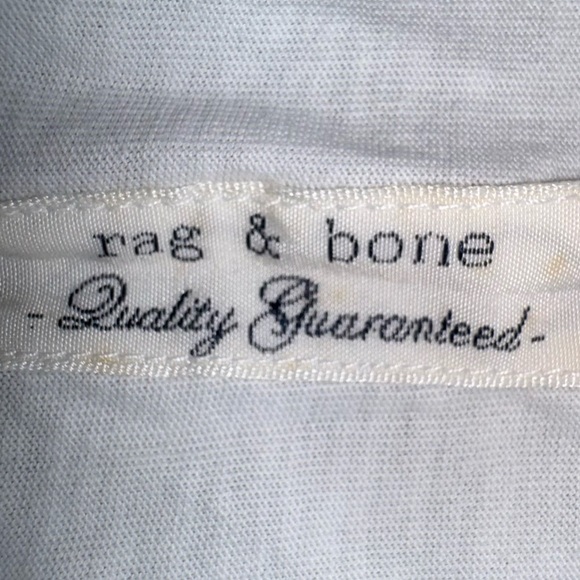 rag & bone
- Quality Guaranteed -